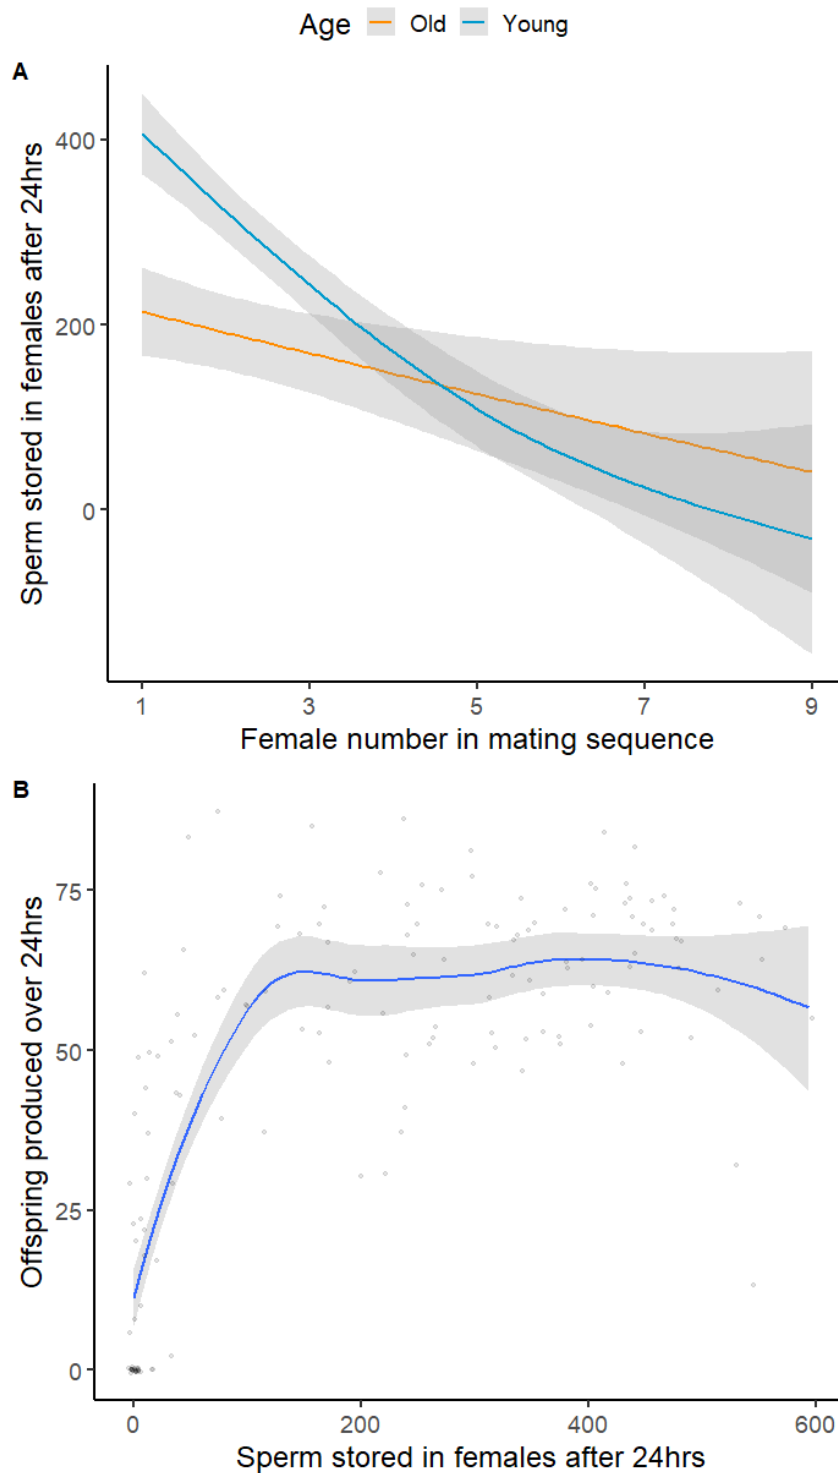 Age Old Young
A
Sperm stored in females after 24hrs
400
200
0
1 3 5 7 9
Female number in mating sequence
B
Offspring produced over 24hrs
75
50
25
0
0 200 400 600
Sperm stored in females after 24hrs